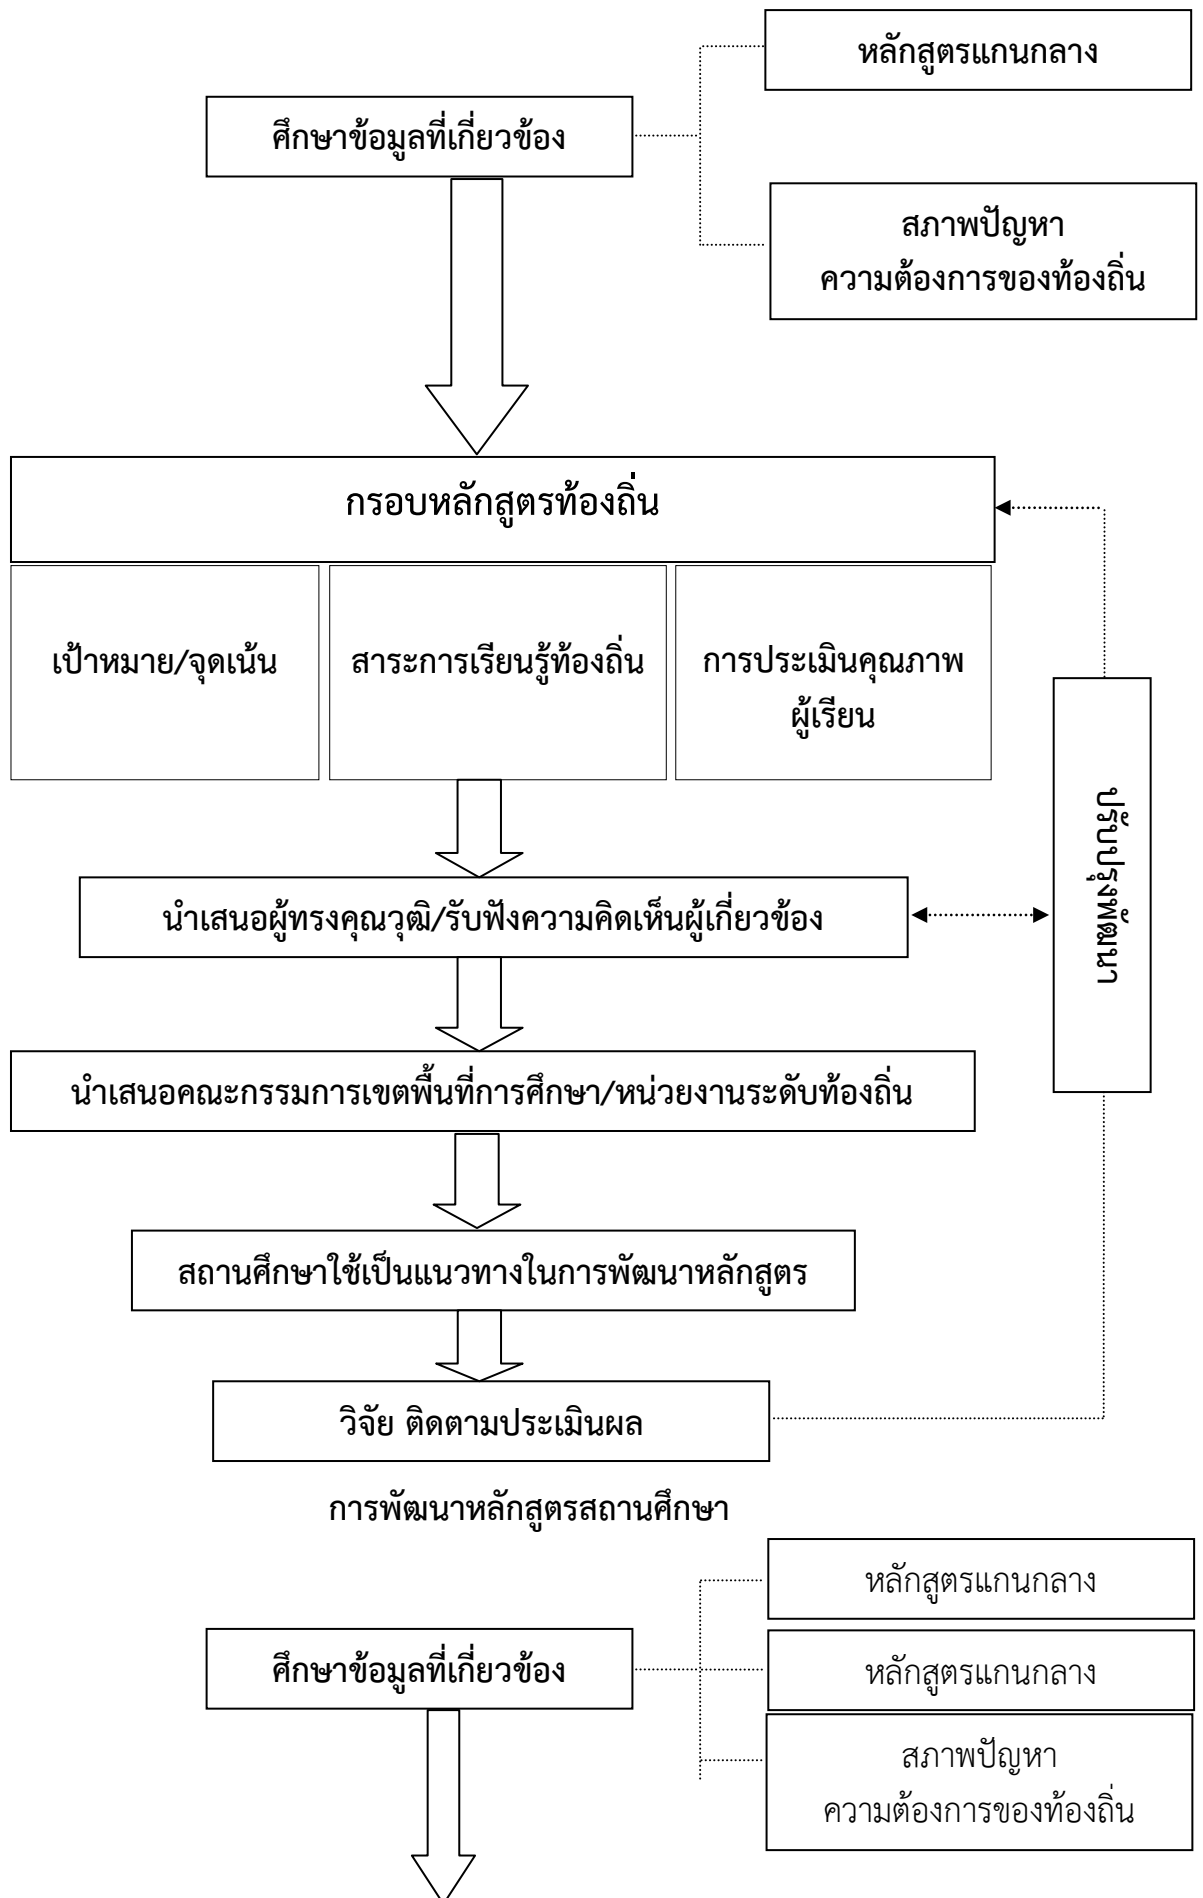 หลักสูตรแกนกลาง
ศึกษาข้อมูลที่เกี่ยวข้อง
สภาพปัญหา
ความต้องการของท้องถิ่น
กรอบหลักสูตรท้องถิ่น
เป้าหมาย/จุดเน้น
สาระการเรียนรู้ท้องถิ่น
การประเมินคุณภาพ
ผู้เรียน
ปรับปรุงพัฒนา
นำเสนอผู้ทรงคุณวุฒิ/รับฟังความคิดเห็นผู้เกี่ยวข้อง
นำเสนอคณะกรรมการเขตพื้นที่การศึกษา/หน่วยงานระดับท้องถิ่น
สถานศึกษาใช้เป็นแนวทางในการพัฒนาหลักสูตร
วิจัย ติดตามประเมินผล
การพัฒนาหลักสูตรสถานศึกษา
หลักสูตรแกนกลาง
ศึกษาข้อมูลที่เกี่ยวข้อง
หลักสูตรแกนกลาง
สภาพปัญหา
ความต้องการของท้องถิ่น